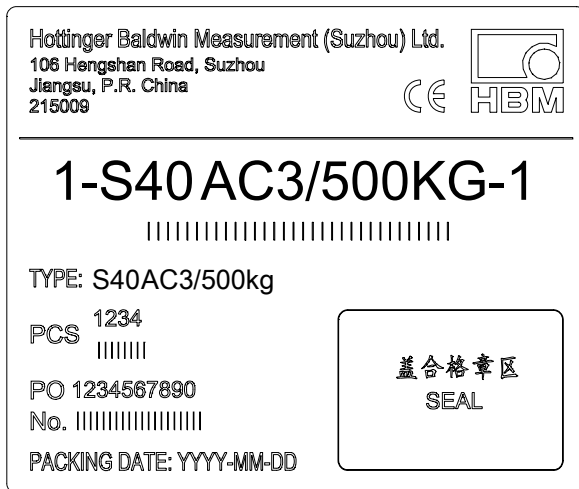 Hottinger Baldwin Measurement (Suzhou) Ltd.
106 Hengshan Road, Suzhou
Jiangsu, P.R. China
215009
CE
HBM
1-S40 AC3/500KG-1
TYPE: S40AC3/500kg
PCS 1234
PO 1234567890
No.
PACKING DATE: YYYY-MM-DD
盖合格章区
SEAL